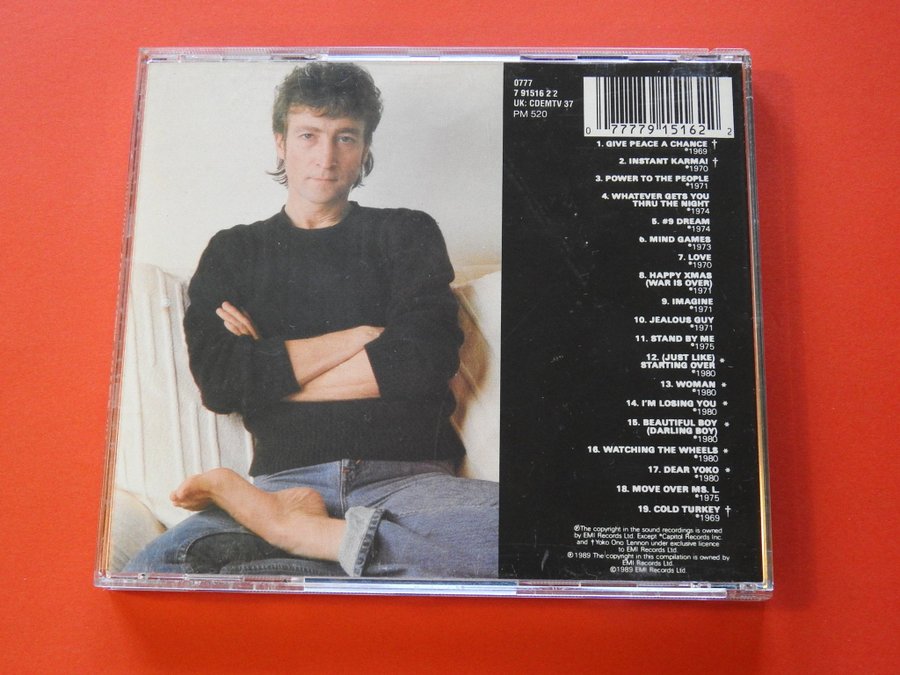 0777
7 91516 2 2
UK: CDEMTV 37
PM 520
0 77779 15162 2
1. GIVE PEACE A CHANCE †
℗1969
2. INSTANT KARMA! †
℗1970
3. POWER TO THE PEOPLE
℗1971
4. WHATEVER GETS YOU
THRU THE NIGHT
℗1974
5. #9 DREAM
℗1974
6. MIND GAMES
℗1973
7. LOVE
℗1970
8. HAPPY XMAS
(WAR IS OVER)
℗1971
9. IMAGINE
℗1971
10. JEALOUS GUY
℗1971
11. STAND BY ME
℗1975
12. (JUST LIKE) *
STARTING OVER
℗1980
13. WOMAN *
℗1980
14. I'M LOSING YOU *
℗1980
15. BEAUTIFUL BOY *
(DARLING BOY)
℗1980
16. WATCHING THE WHEELS *
℗1980
17. DEAR YOKO *
℗1980
18. MOVE OVER MS. L.
℗1975
19. COLD TURKEY †
℗1969
℗The copyright in the sound recordings is owned
by EMI Records Ltd. Except *Capitol Records Inc.
and †Yoko Ono Lennon under exclusive licence
to EMI Records Ltd.
℗1989 The copyright in this compilation is owned by
EMI Records Ltd.
©1989 EMI Records Ltd.